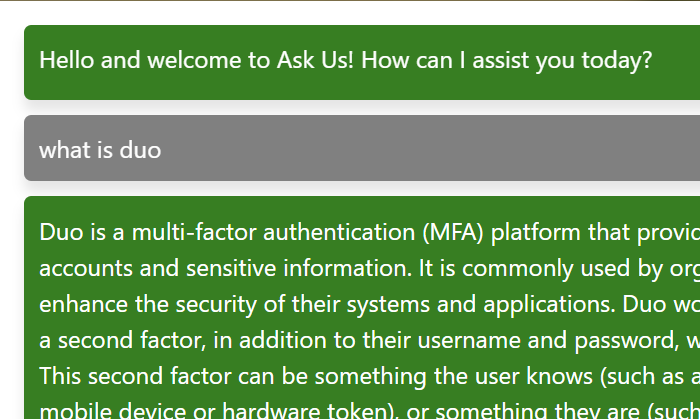 Hello and welcome to Ask Us! How can I assist you today?
what is duo
Duo is a multi-factor authentication (MFA) platform that
accounts and sensitive information. It is commonly used by
enhance the security of their systems and applications. Duo
a second factor, in addition to their username and password,
This second factor can be something the user knows (such as a
mobile device or hardware token), or something they are (such